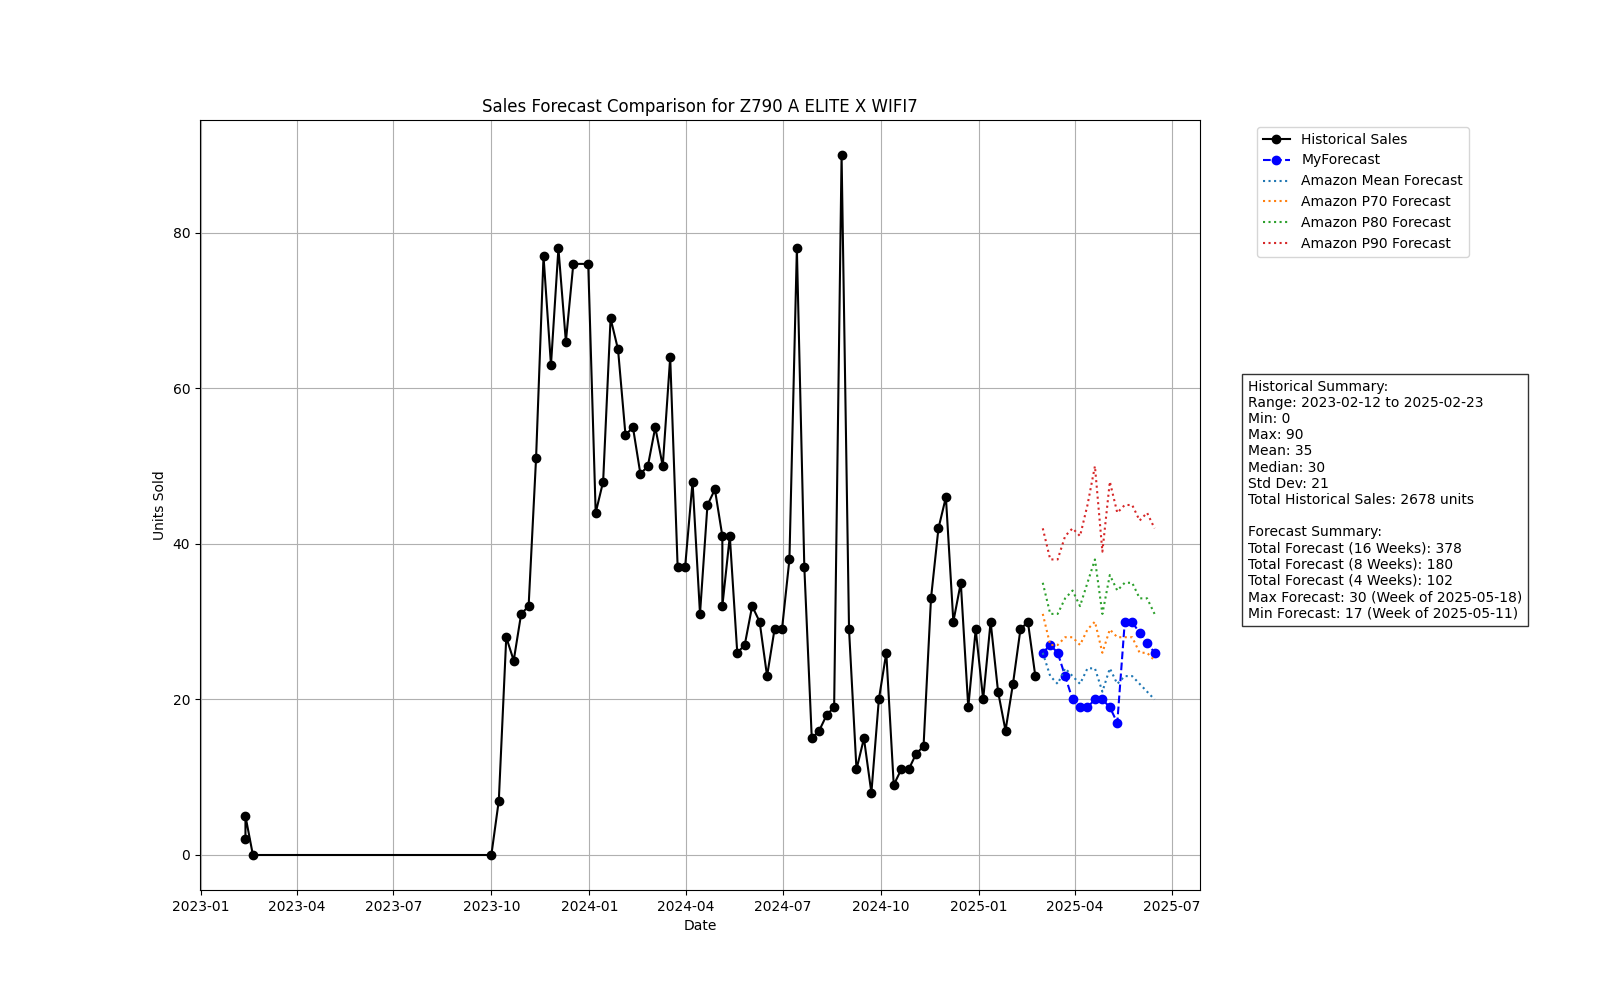 Sales Forecast Comparison for Z790 A ELITE X WIFI7
Units Sold
80
60
40
20
0
2023-01 2023-04 2023-07 2023-10 2024-01 2024-04 2024-07 2024-10 2025-01 2025-04 2025-07
Date
Historical Sales
MyForecast
Amazon Mean Forecast
Amazon P70 Forecast
Amazon P80 Forecast
Amazon P90 Forecast
Historical Summary:
Range: 2023-02-12 to 2025-02-23
Min: 0
Max: 90
Mean: 35
Median: 30
Std Dev: 21
Total Historical Sales: 2678 units
Forecast Summary:
Total Forecast (16 Weeks): 378
Total Forecast (8 Weeks): 180
Total Forecast (4 Weeks): 102
Max Forecast: 30 (Week of 2025-05-18)
Min Forecast: 17 (Week of 2025-05-11)